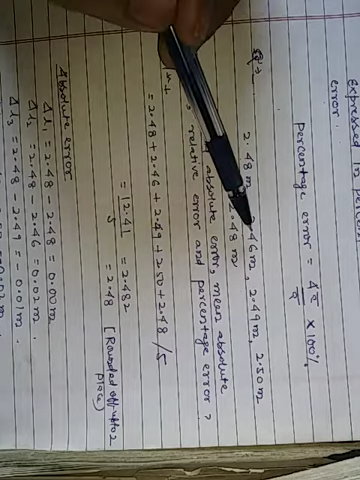 Expressed in
error.
Percentage error = Δā / ā × 100%
2.48 m, 2.46 m, 2.49 m, 2.50 m
2.48 m
absolute error, mean absolute
relative error and percentage error ?
= 2.48 + 2.46 + 2.49 + 2.50 + 2.48 / 5
= 12.41 / 5 = 2.482
= 2.48 [Rounded off upto 2
place)
Absolute error
Δl₁ = 2.48 - 2.48 = 0.00 m
Δl₂ = 2.48 - 2.46 = 0.02 m.
Δl₃ = 2.48 - 2.49 = - 0.01 m.